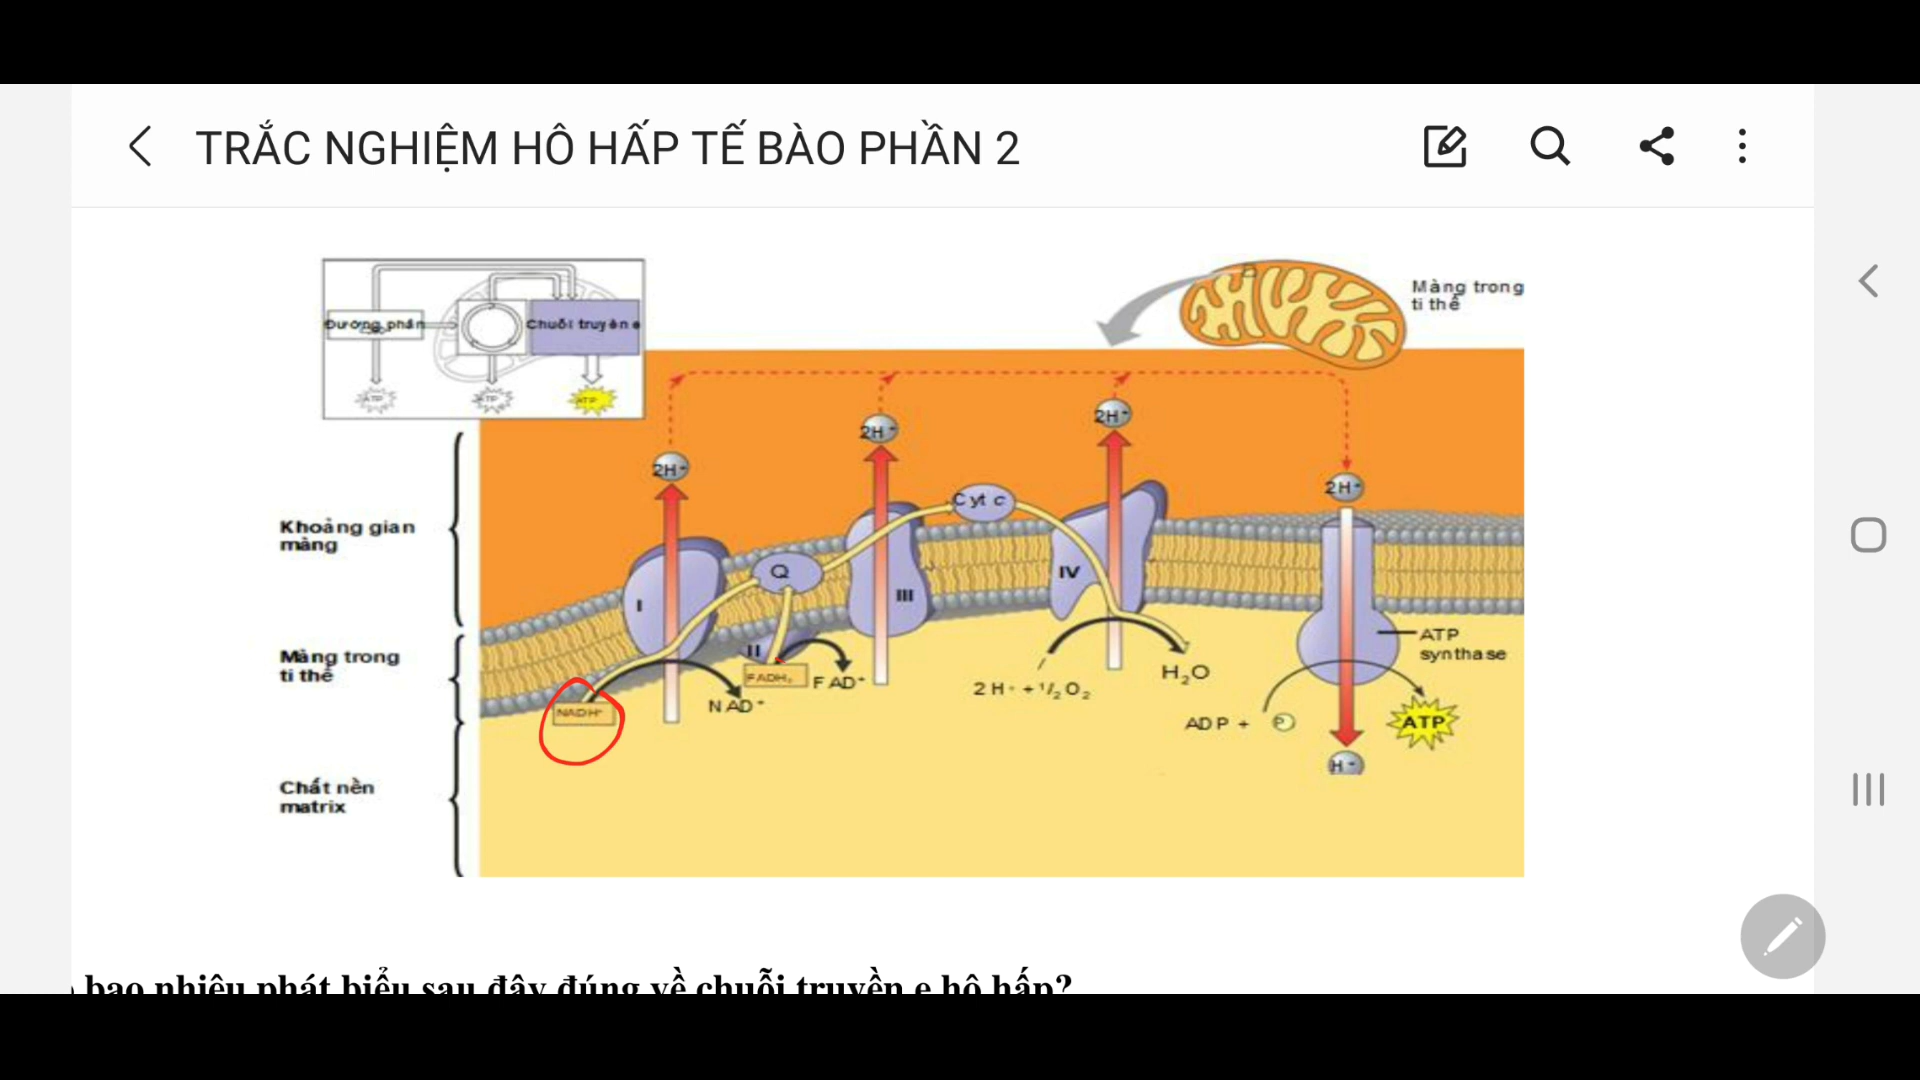 TRẮC NGHIỆM HÔ HẤP TẾ BÀO PHẦN 2
Màng trong
ti thể
Đường phân
Chuỗi truyền e
ATP
ATP
ATP
2H+
2H+
2H+
2H+
Khoảng gian
màng
Cyt c
Q
I
II
III
IV
Màng trong
ti thể
FADH₂
FAD+
NADH+
NAD+
2H+ + 1/2 O2
H2O
ATP
synthase
ADP +
P
ATP
H+
Chất nền
matrix
bao nhiêu phát biểu sau đây đúng về chuỗi truyền e hô hấp?